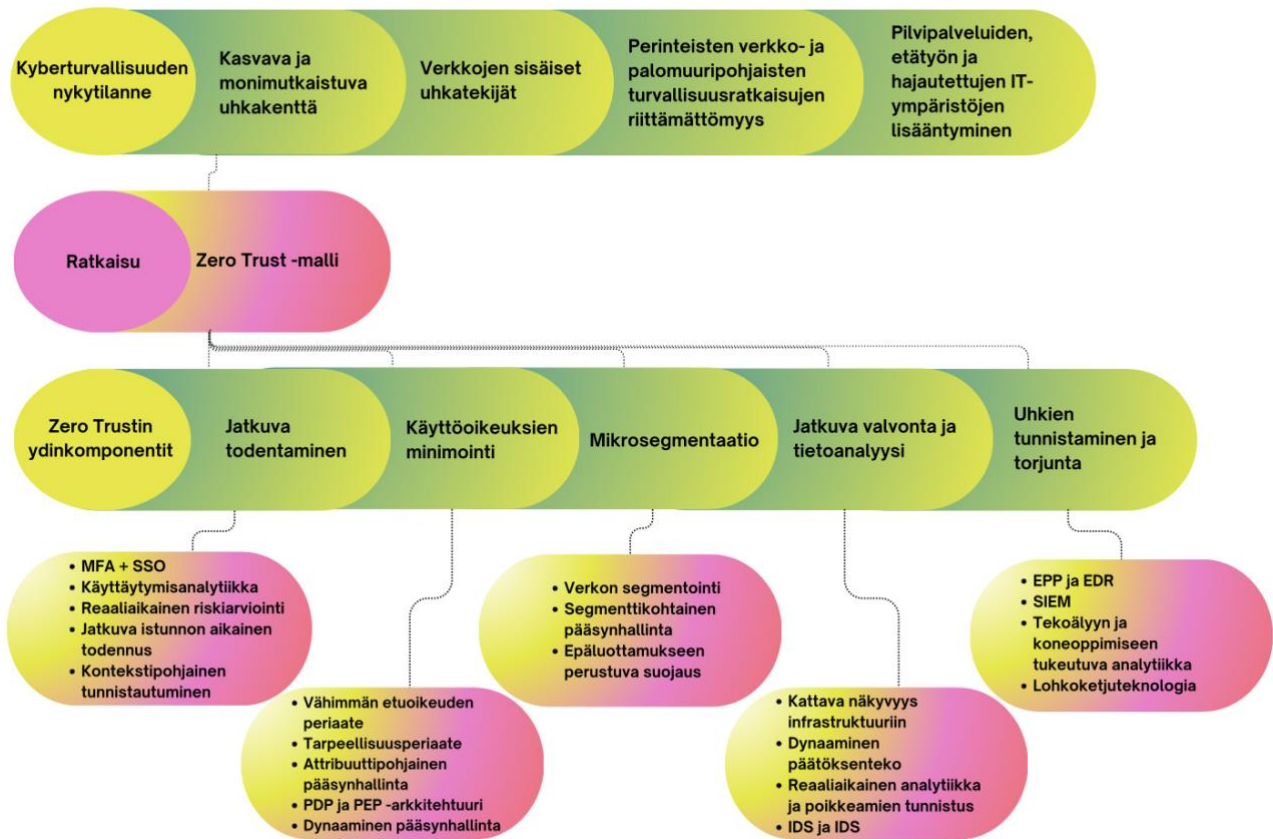 Kyberturvallisuuden
nykytilanne
Kasvava ja
monimutkaistuva
uhkakenttä
Verkkojen sisäiset
uhkatekijät
Perinteisten verkko- ja
palomuuripohjaisten
turvallisuusratkaisujen
riittämättömyys
Pilvipalveluiden,
etätyön ja
hajautettujen IT-
ympäristöjen
lisääntyminen
Ratkaisu
Zero Trust -malli
Zero Trustin
ydinkomponentit
Jatkuva
todentaminen
Käyttöoikeuksien
minimointi
Mikrosegmentaatio
Jatkuva valvonta ja
tietoanalyysi
Uhkien
tunnistaminen ja
torjunta
• MFA + SSO
• Käyttäytymisanalytiikka
• Reaaliaikainen riskiarviointi
• Jatkuva istunnon aikainen
todennus
• Kontekstipohjainen
tunnistautuminen
• Vähimmän etuoikeuden
periaate
• Tarpeellisuusperiaate
• Attribuuttipohjainen
pääsynhallinta
• PDP ja PEP -arkkitehtuuri
• Dynaaminen pääsynhallinta
• Verkon segmentointi
• Segmenttikohtainen
pääsynhallinta
• Epäluottamukseen
perustuva suojaus
• Kattava näkyvyys
infrastruktuuriin
• Dynaaminen
päätöksenteko
• Reaaliaikainen analytiikka
ja poikkeamien tunnistus
• IDS ja IDS
• EPP ja EDR
• SIEM
• Tekoälyyn ja
koneoppimiseen
tukeutuva analytiikka
• Lohkoketjuteknologia